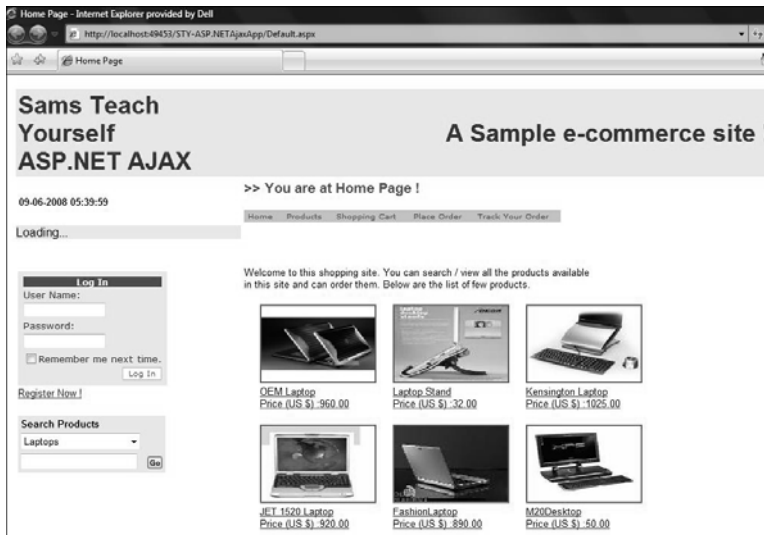 Home Page - Internet Explorer provided by Dell
http://localhost:49453/STY-ASP.NETAjaxApp/Default.aspx
Home Page
Sams Teach
Yourself
ASP.NET AJAX
A Sample e-commerce site
09-06-2008 05:39:59
>> You are at Home Page !
Home Products Shopping Cart Place Order Track Your Order
Loading...
Welcome to this shopping site. You can search / view all the products available
in this site and can order them. Below are the list of few products.
Log In
User Name:
Password:
Remember me next time.
Log In
Register Now !
Search Products
Laptops
Go
OEM Laptop
Price (US $) :960.00
Laptop Stand
Price (US $) :32.00
Kensington Laptop
Price (US $) :1025.00
JET 1520 Laptop
Price (US $) :920.00
FashionLaptop
Price (US $) :890.00
M20Desktop
Price (US $) :50.00